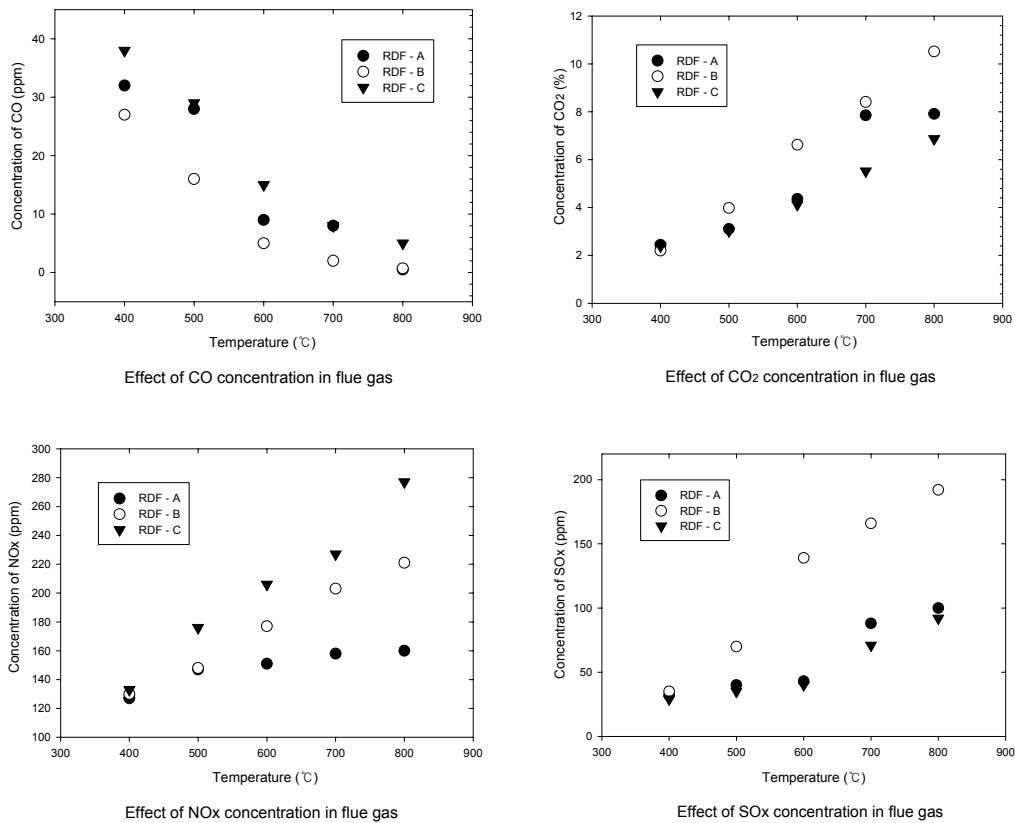 Concentration of CO (ppm)
40
30
20
10
0
RDF - A
RDF - B
RDF - C
300 400 500 600 700 800 900
Temperature (℃)
Effect of CO concentration in flue gas
Concentration of CO2 (%)
12
10
8
6
4
2
0
RDF - A
RDF - B
RDF - C
300 400 500 600 700 800 900
Temperature (℃)
Effect of CO2 concentration in flue gas
Concentration of NOx (ppm)
300
280
260
240
220
200
180
160
140
120
100
RDF - A
RDF - B
RDF - C
300 400 500 600 700 800 900
Temperature (℃)
Effect of NOx concentration in flue gas
Concentration of SOx (ppm)
200
150
100
50
0
RDF - A
RDF - B
RDF - C
300 400 500 600 700 800 900
Temperature (℃)
Effect of SOx concentration in flue gas